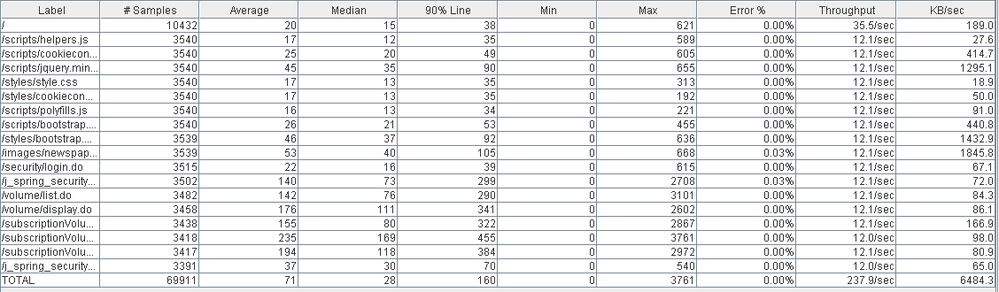 Label # Samples Average Median 90% Line Min Max Error % Throughput KB/sec
/ 10432 20 15 38 0 621 0.00% 35.5/sec 189.0
/scripts/helpers.js 3540 17 12 35 0 589 0.00% 12.1/sec 27.6
/scripts/cookiecon... 3540 25 20 49 0 605 0.00% 12.1/sec 414.7
/scripts/jquery.min... 3540 45 35 90 0 655 0.00% 12.1/sec 1295.1
/styles/style.css 3540 17 13 35 0 313 0.00% 12.1/sec 18.9
/styles/cookiecon... 3540 17 13 35 0 192 0.00% 12.1/sec 50.0
/scripts/polyfills.js 3540 16 13 34 0 221 0.00% 12.1/sec 91.0
/scripts/bootstrap.... 3540 26 21 53 0 455 0.00% 12.1/sec 440.8
/styles/bootstrap.... 3539 46 37 92 0 636 0.00% 12.1/sec 1432.9
/images/newspap... 3539 53 40 105 0 668 0.03% 12.1/sec 1845.8
/security/login.do 3515 22 16 39 0 615 0.00% 12.1/sec 67.1
/j_spring_security... 3502 140 73 299 0 2708 0.03% 12.1/sec 72.0
/volume/list.do 3482 142 76 290 0 3101 0.00% 12.1/sec 84.3
/volume/display.do 3458 176 111 341 0 2602 0.00% 12.1/sec 86.1
/subscriptionVolu... 3438 155 80 322 0 2867 0.00% 12.1/sec 166.9
/subscriptionVolu... 3418 235 169 455 0 3761 0.00% 12.0/sec 98.0
/subscriptionVolu... 3417 194 118 384 0 2972 0.00% 12.1/sec 80.9
/j_spring_security... 3391 37 30 70 0 540 0.00% 12.0/sec 65.0
TOTAL 69911 71 28 160 0 3761 0.00% 237.9/sec 6484.3